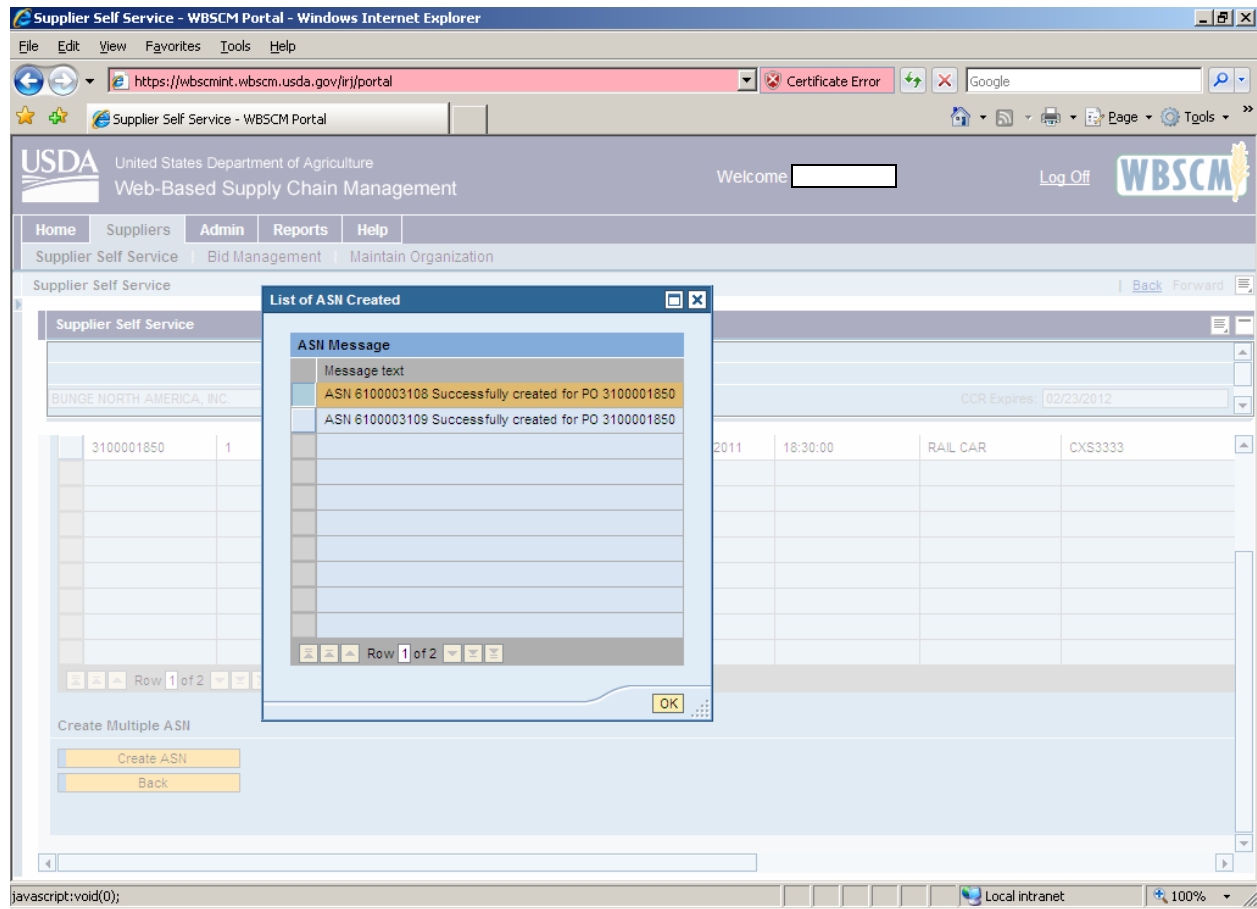 Supplier Self Service - WBSCM Portal - Windows Internet Explorer
File Edit View Favorites Tools Help
https://wbscmint.wbscm.usda.gov/irj/portal Certificate Error Google
Supplier Self Service - WBSCM Portal Page Tools »
USDA United States Department of Agriculture
Web-Based Supply Chain Management
Welcome Log Off WBSCM
Home Suppliers Admin Reports Help
Supplier Self Service | Bid Management | Maintain Organization
Supplier Self Service | Back Forward
List of ASN Created
Supplier Self Service
ASN Message
Message text
ASN 6100003108 Successfully created for PO 3100001850
BUNGE NORTH AMERICA, INC. CCR Expires: 02/23/2012
ASN 6100003109 Successfully created for PO 3100001850
3100001850 1 2011 18:30:00 RAIL CAR CXS3333
Row 1 of 2
Row 1 of 2
OK
Create Multiple ASN
Create ASN
Back
javascript:void(0); Local intranet 100%